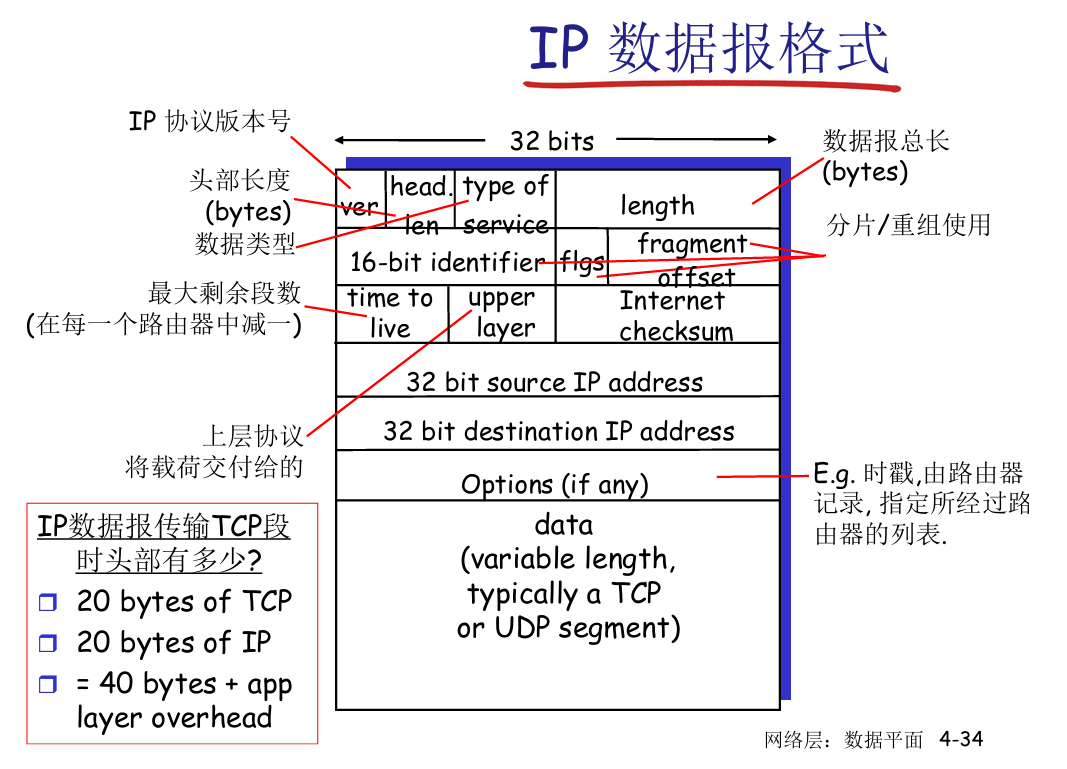 IP 数据报格式
IP 协议版本号
32 bits
数据报总长
(bytes)
头部长度
(bytes)
数据类型
ver
head.
len
type of
service
length
分片/重组使用
16-bit identifier
flgs
fragment
offset
最大剩余段数
(在每一个路由器中减一)
time to
live
upper
layer
Internet
checksum
32 bit source IP address
上层协议
将载荷交付给的
32 bit destination IP address
Options (if any)
E.g. 时戳,由路由器
记录, 指定所经过路
由器的列表.
IP数据报传输TCP段
时头部有多少?
20 bytes of TCP
20 bytes of IP
= 40 bytes + app
layer overhead
data
(variable length,
typically a TCP
or UDP segment)
网络层：数据平面 4-34